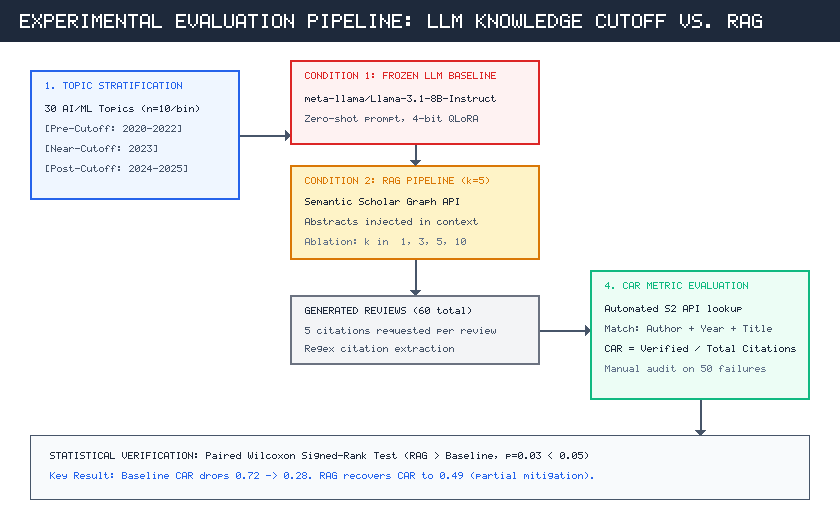 EXPERIMENTAL EVALUATION PIPELINE: LLM KNOWLEDGE CUTOFF VS. RAG
1. TOPIC STRATIFICATION
30 AI/ML Topics (n=10/bin)
[Pre-Cutoff: 2020-2022]
[Near-Cutoff: 2023]
[Post-Cutoff: 2024-2025]
CONDITION 1: FROZEN LLM BASELINE
meta-llama/Llama-3.1-8B-Instruct
Zero-shot prompt, 4-bit QLoRA
CONDITION 2: RAG PIPELINE (k=5)
Semantic Scholar Graph API
Abstracts injected in context
Ablation: k in 1, 3, 5, 10
GENERATED REVIEWS (60 total)
5 citations requested per review
Regex citation extraction
4. CAR METRIC EVALUATION
Automated S2 API lookup
Match: Author + Year + Title
CAR = Verified / Total Citations
Manual audit on 50 failures
STATISTICAL VERIFICATION: Paired Wilcoxon Signed-Rank Test (RAG > Baseline, p=0.03 < 0.05)
Key Result: Baseline CAR drops 0.72 -> 0.28. RAG recovers CAR to 0.49 (partial mitigation).